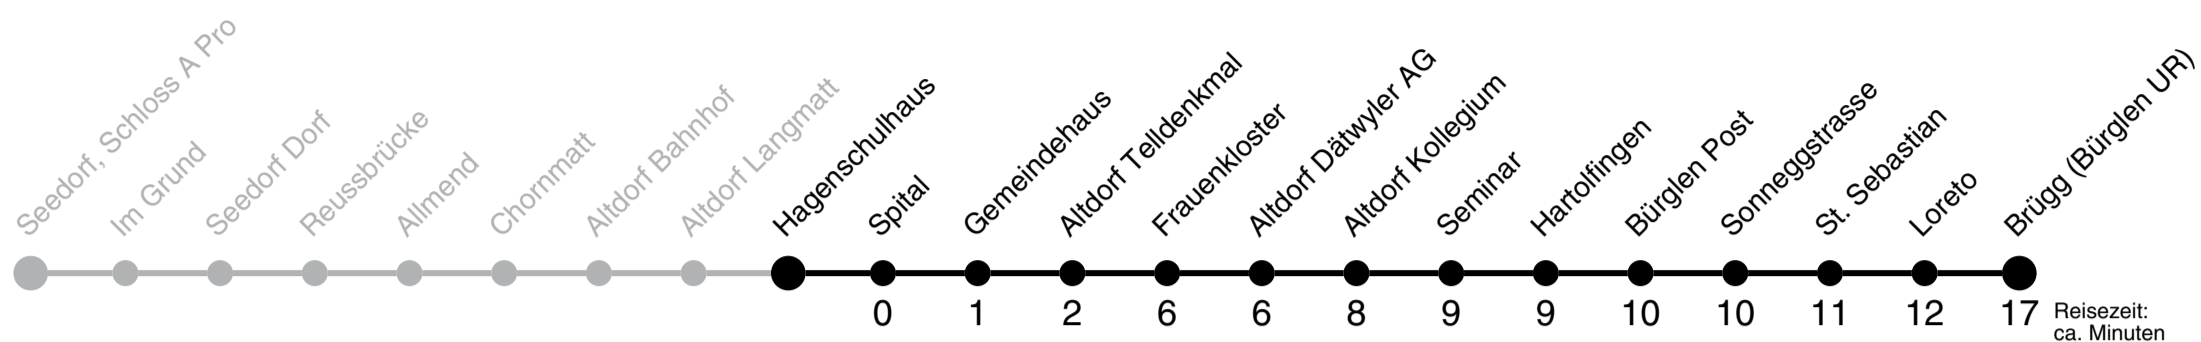 Seedorf, Schloss A Pro
Im Grund
Seedorf Dorf
Reussbrücke
Allmend
Chornmatt
Altdorf Bahnhof
Altdorf Langmatt
Hagenschulhaus
Spital
Gemeindehaus
Altdorf Telldenkmal
Frauenkloster
Altdorf Dätwyler AG
Altdorf Kollegium
Seminar
Hartolfingen
Bürglen Post
Sonneggstrasse
St. Sebastian
Loreto
Brügg (Bürglen UR)
0 1 2 6 6 8 9 9 10 10 11 12 17
Reisezeit:
ca. Minuten